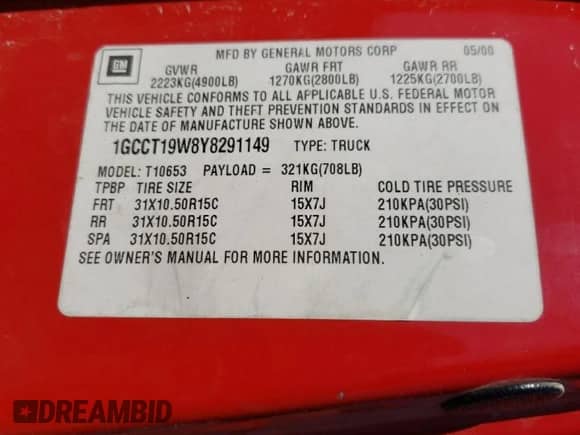 GM
MFD BY GENERAL MOTORS CORP 05/00
GVWR GAWR FRT GAWR RR
2223KG(4900LB) 1270KG(2800LB) 1225KG(2700LB)
THIS VEHICLE CONFORMS TO ALL APPLICABLE U.S. FEDERAL MOTOR
VEHICLE SAFETY AND THEFT PREVENTION STANDARDS IN EFFECT ON
THE DATE OF MANUFACTURE SHOWN ABOVE.
1GCCT19W8Y8291149 TYPE: TRUCK
MODEL: T10653 PAYLOAD = 321KG(708LB)
TPBP TIRE SIZE RIM COLD TIRE PRESSURE
FRT 31X10.50R15C 15X7J 210KPA(30PSI)
RR 31X10.50R15C 15X7J 210KPA(30PSI)
SPA 31X10.50R15C 15X7J 210KPA(30PSI)
SEE OWNER'S MANUAL FOR MORE INFORMATION.
DREAMBID